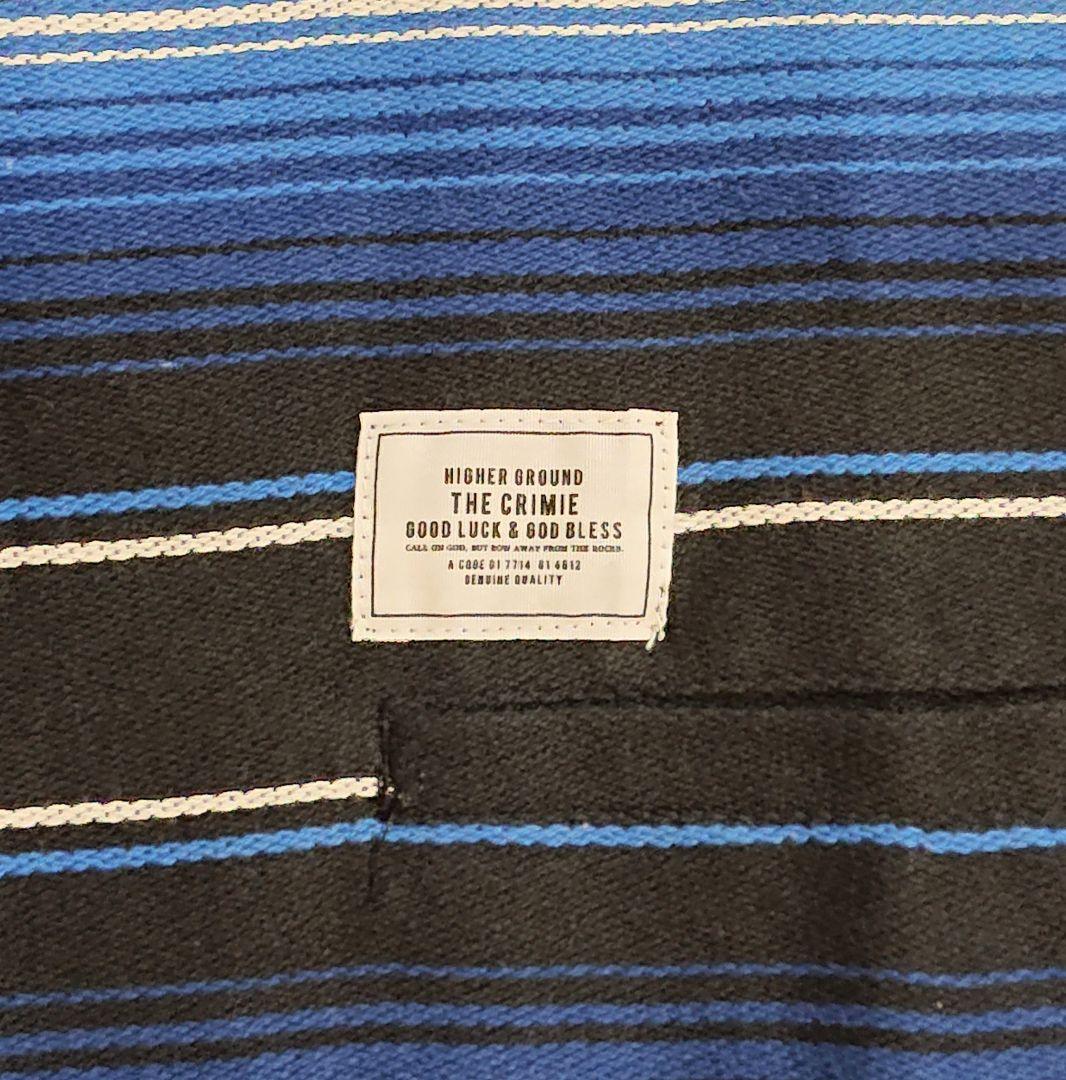 HIGHER GROUND
THE CRIMIE
GOOD LUCK & GOD BLESS
CALL ON GOD, BUT ROW AWAY FROM THE ROCKS.
A CODE 01 7714 01 4612
GENUINE QUALITY